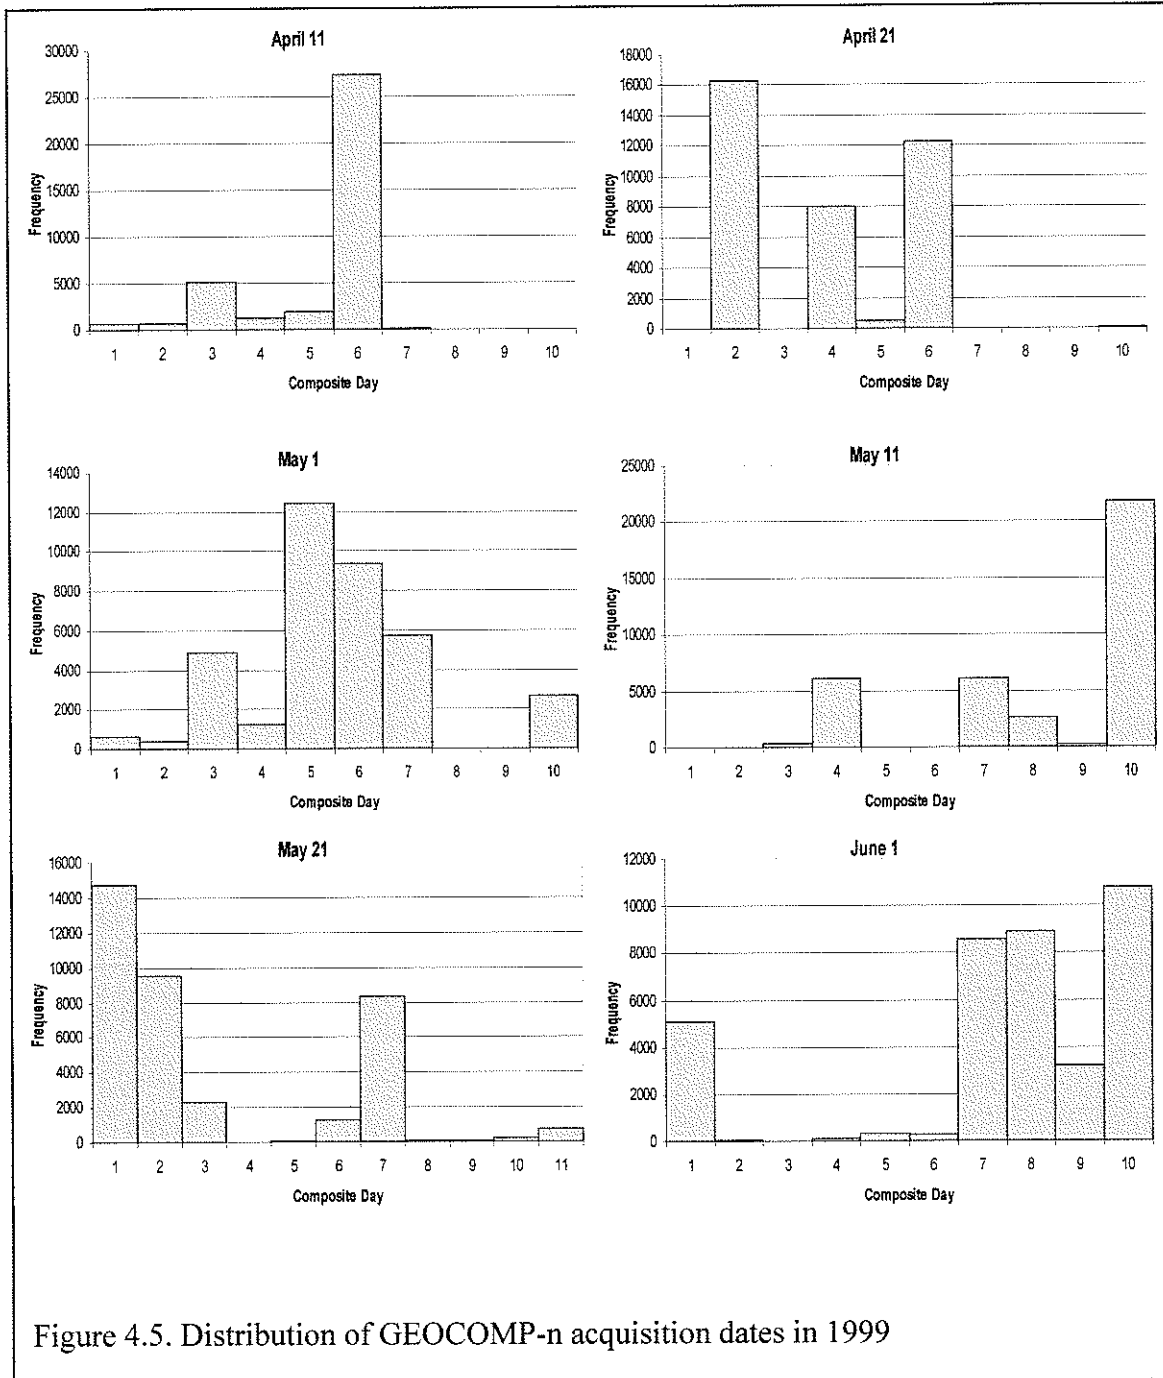 April 11
30000
25000
20000
15000
10000
5000
0
Frequency
1 2 3 4 5 6 7 8 9 10
Composite Day
April 21
18000
16000
14000
12000
10000
8000
6000
4000
2000
0
Frequency
1 2 3 4 5 6 7 8 9 10
Composite Day
May 1
14000
12000
10000
8000
6000
4000
2000
0
Frequency
1 2 3 4 5 6 7 8 9 10
Composite Day
May 11
25000
20000
15000
10000
5000
0
Frequency
1 2 3 4 5 6 7 8 9 10
Composite Day
May 21
16000
14000
12000
10000
8000
6000
4000
2000
0
Frequency
1 2 3 4 5 6 7 8 9 10 11
Composite Day
June 1
12000
10000
8000
6000
4000
2000
0
Frequency
1 2 3 4 5 6 7 8 9 10
Composite Day
Figure 4.5. Distribution of GEOCOMP-n acquisition dates in 1999